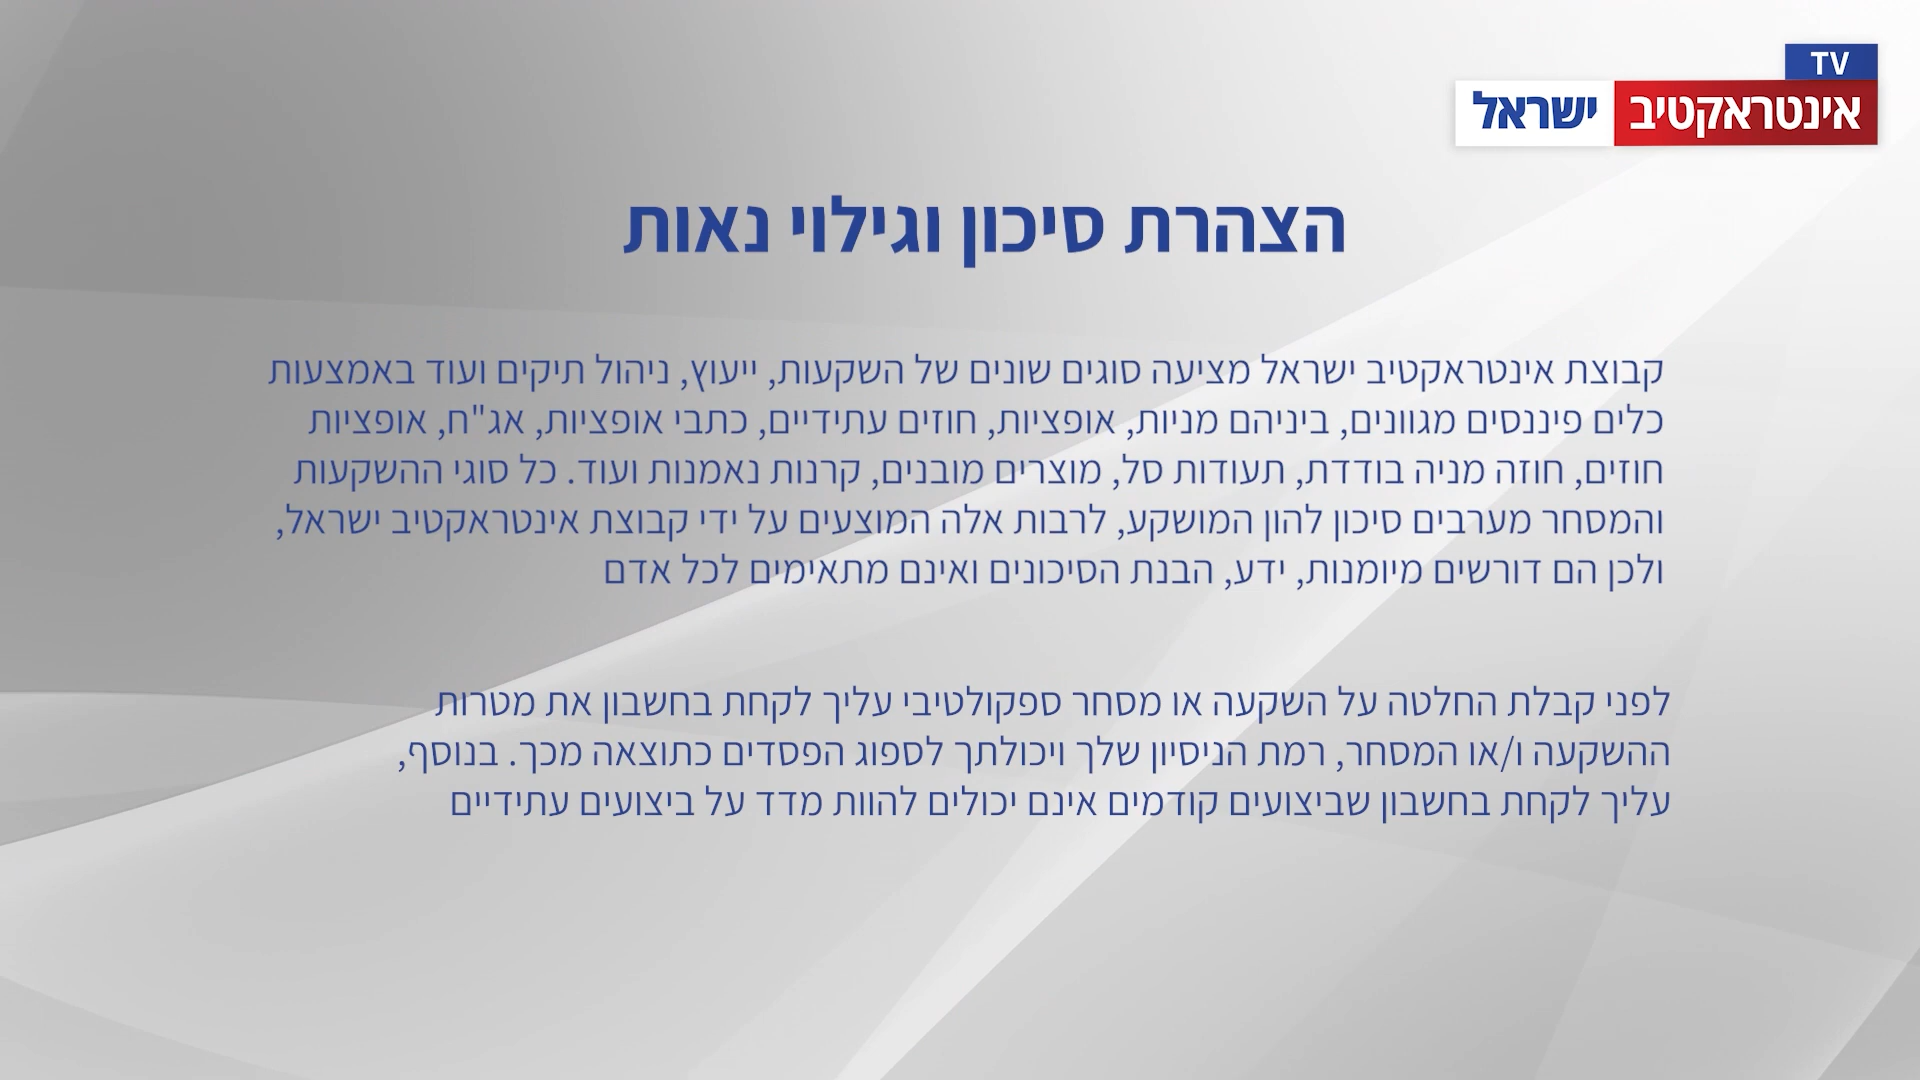 TV
אינטראקטיב ישראל
הצהרת סיכון וגילוי נאות
קבוצת אינטראקטיב ישראל מציעה סוגים שונים של השקעות, ייעוץ, ניהול תיקים ועוד באמצעות
כלים פיננסים מגוונים, ביניהם מניות, אופציות, חוזים עתידיים, כתבי אופציות, אג"ח, אופציות
חוזים, חוזה מניה בודדת, תעודות סל, מוצרים מובנים, קרנות נאמנות ועוד. כל סוגי ההשקעות
והמסחר מערבים סיכון להון המושקע, לרבות אלה המוצעים על ידי קבוצת אינטראקטיב ישראל,
ולכן הם דורשים מיומנות, ידע, הבנת הסיכונים ואינם מתאימים לכל אדם
לפני קבלת החלטה על השקעה או מסחר ספקולטיבי עליך לקחת בחשבון את מטרות
ההשקעה ו/או המסחר, רמת הניסיון שלך ויכולתך לספוג הפסדים כתוצאה מכך. בנוסף,
עליך לקחת בחשבון שביצועים קודמים אינם יכולים להוות מדד על ביצועים עתידיים